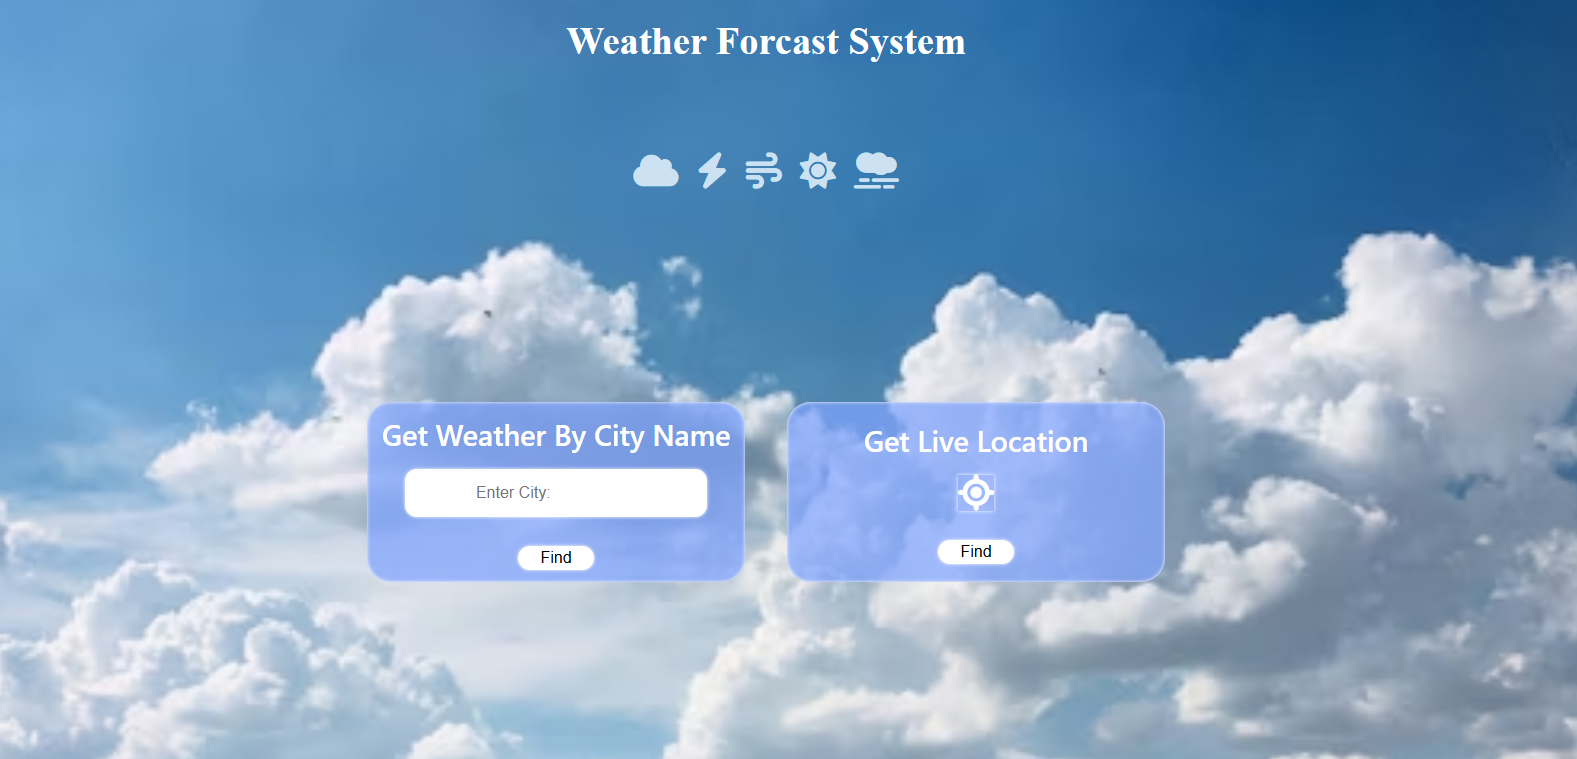 Weather Forcast System
Get Weather By City Name
Enter City:
Find
Get Live Location
Find